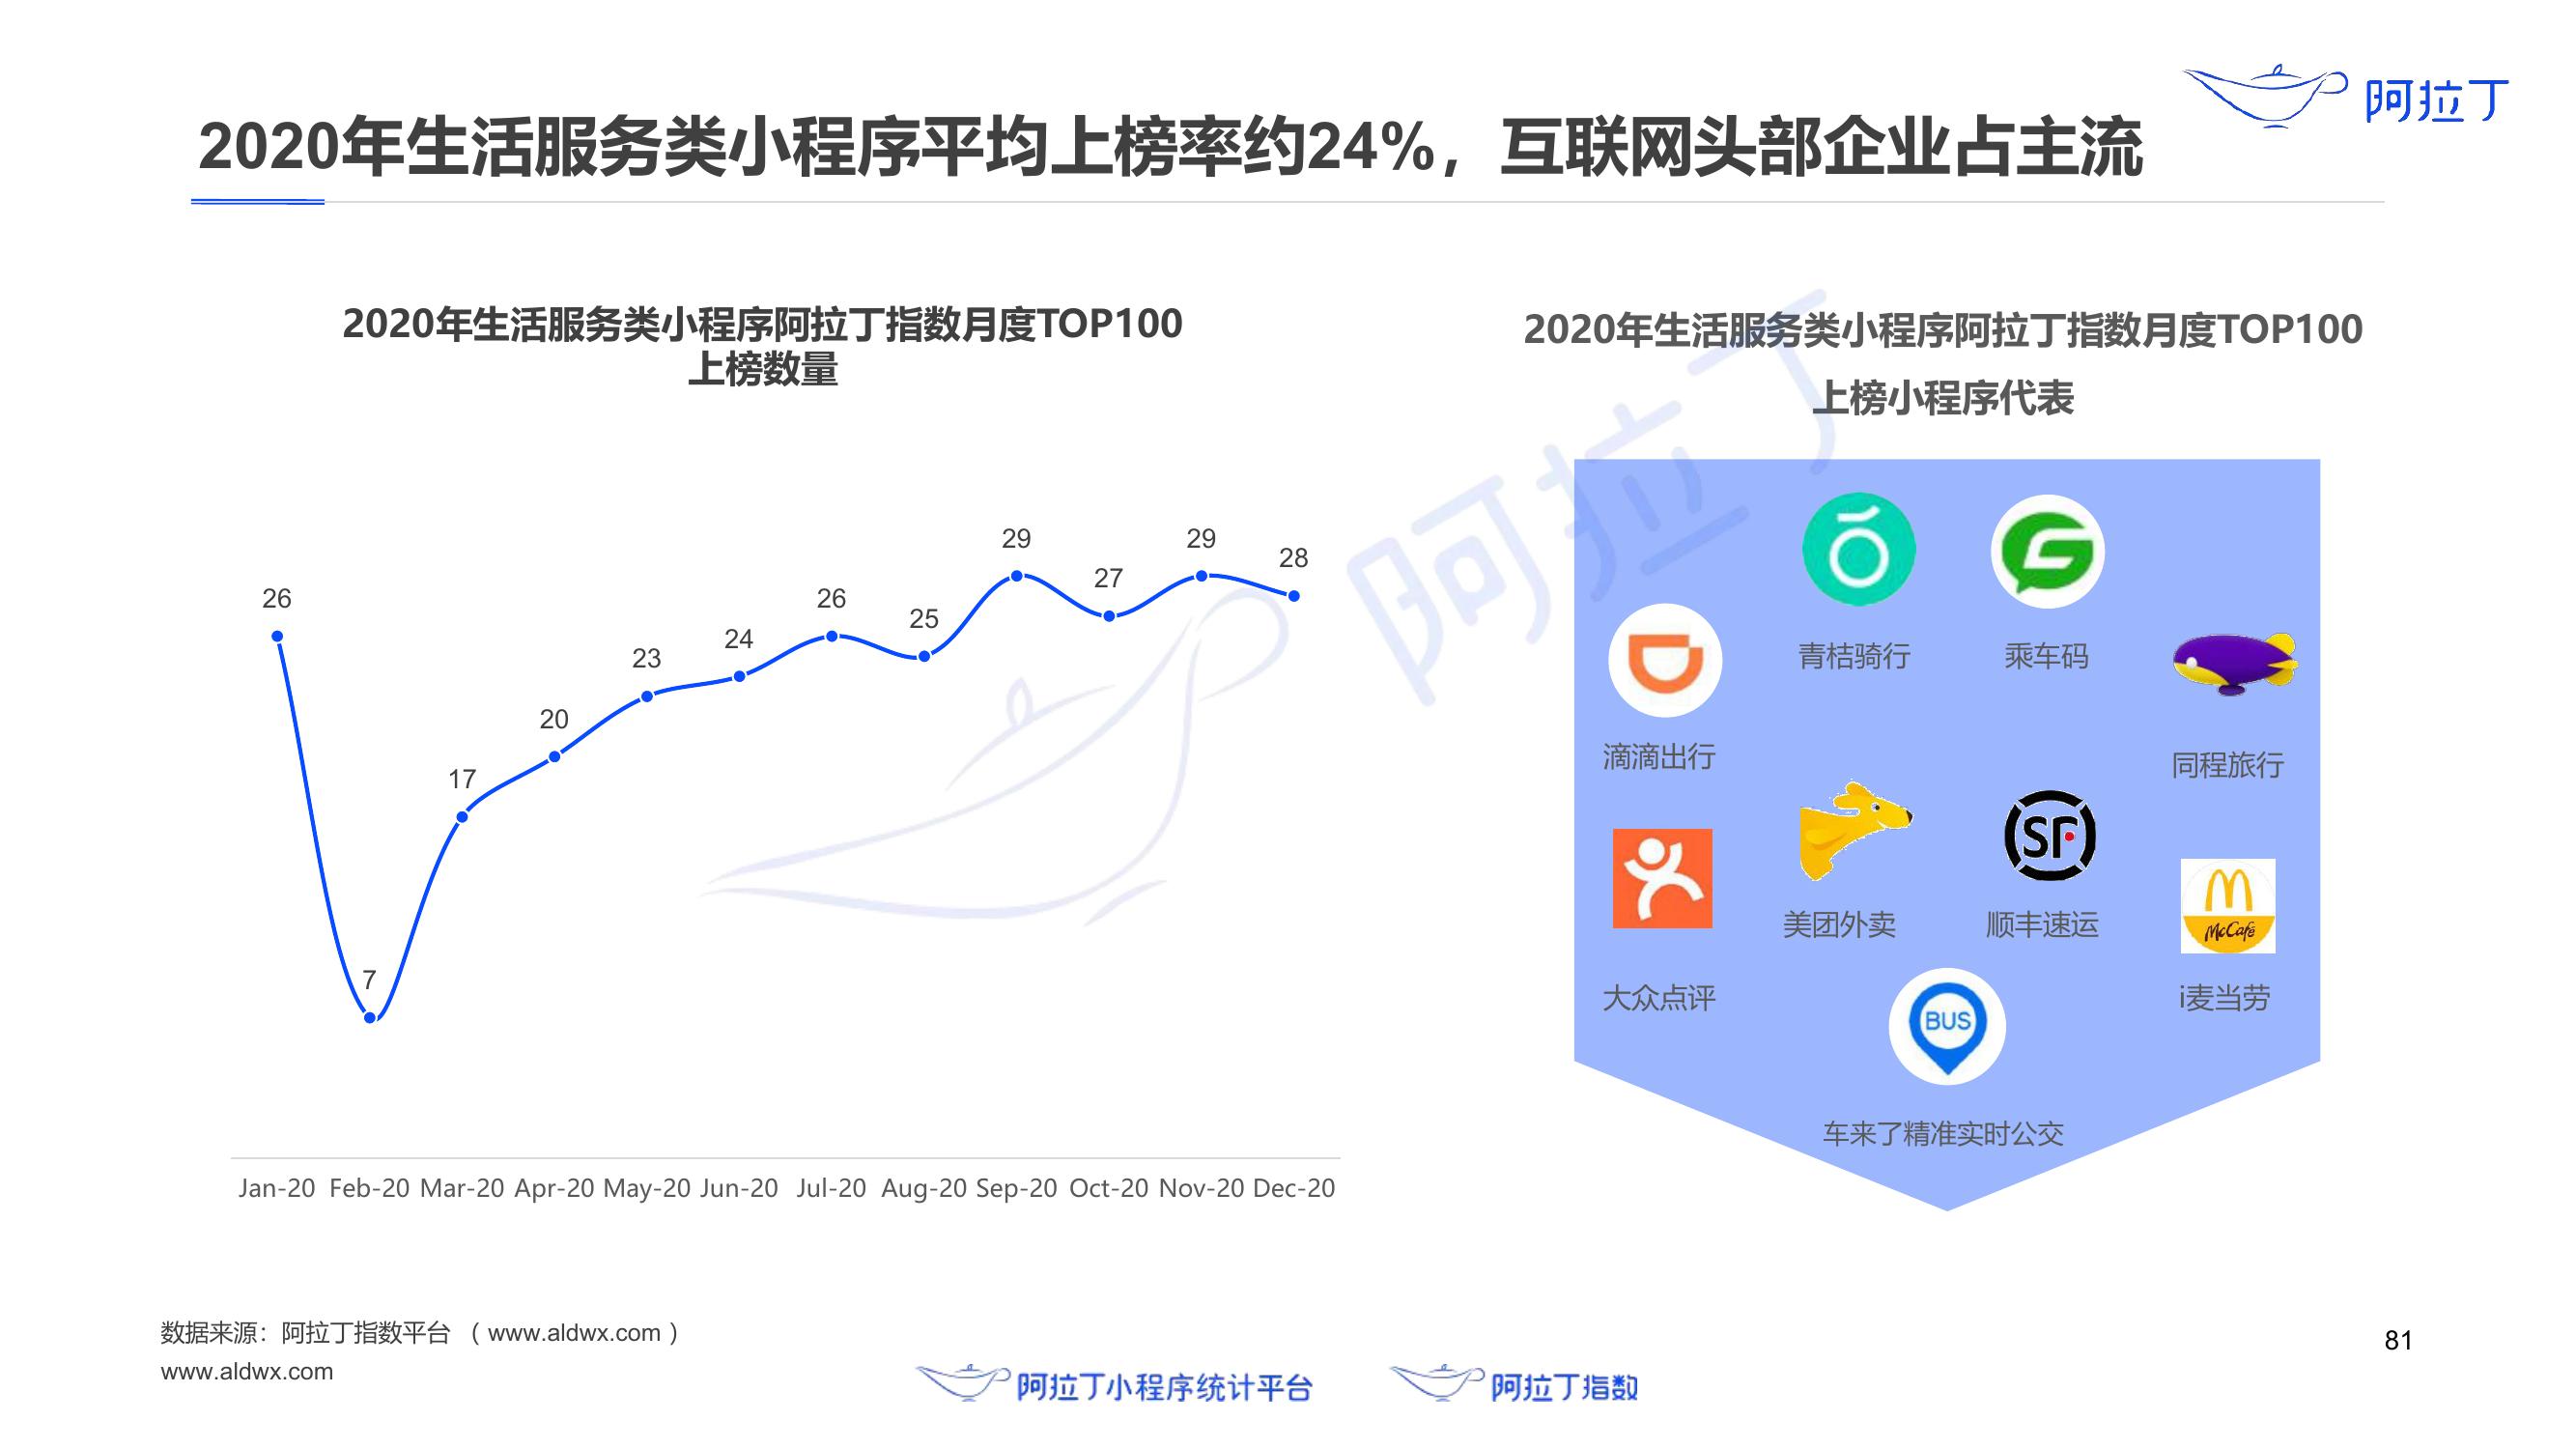 阿拉丁
2020年生活服务类小程序平均上榜率约24%，互联网头部企业占主流
2020年生活服务类小程序阿拉丁指数月度TOP100
上榜数量
26
7
17
20
23
24
26
25
29
27
29
28
Jan-20 Feb-20 Mar-20 Apr-20 May-20 Jun-20 Jul-20 Aug-20 Sep-20 Oct-20 Nov-20 Dec-20
阿拉丁
2020年生活服务类小程序阿拉丁指数月度TOP100
上榜小程序代表
青桔骑行
乘车码
滴滴出行
同程旅行
SF
美团外卖
顺丰速运
McCafé
大众点评
i麦当劳
BUS
车来了精准实时公交
数据来源：阿拉丁指数平台 （ www.aldwx.com ）
www.aldwx.com
阿拉丁小程序统计平台
阿拉丁指数
81